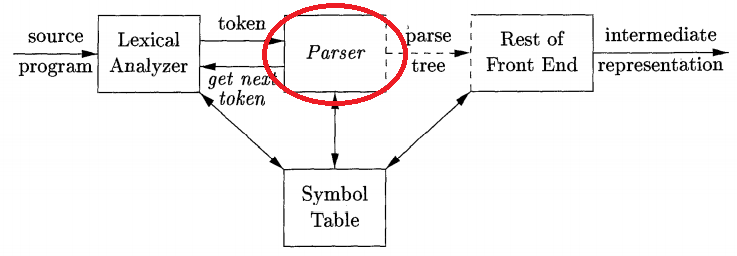 source
program
Lexical
Analyzer
token
get next
token
Parser
parse
tree
Rest of
Front End
intermediate
representation
Symbol
Table